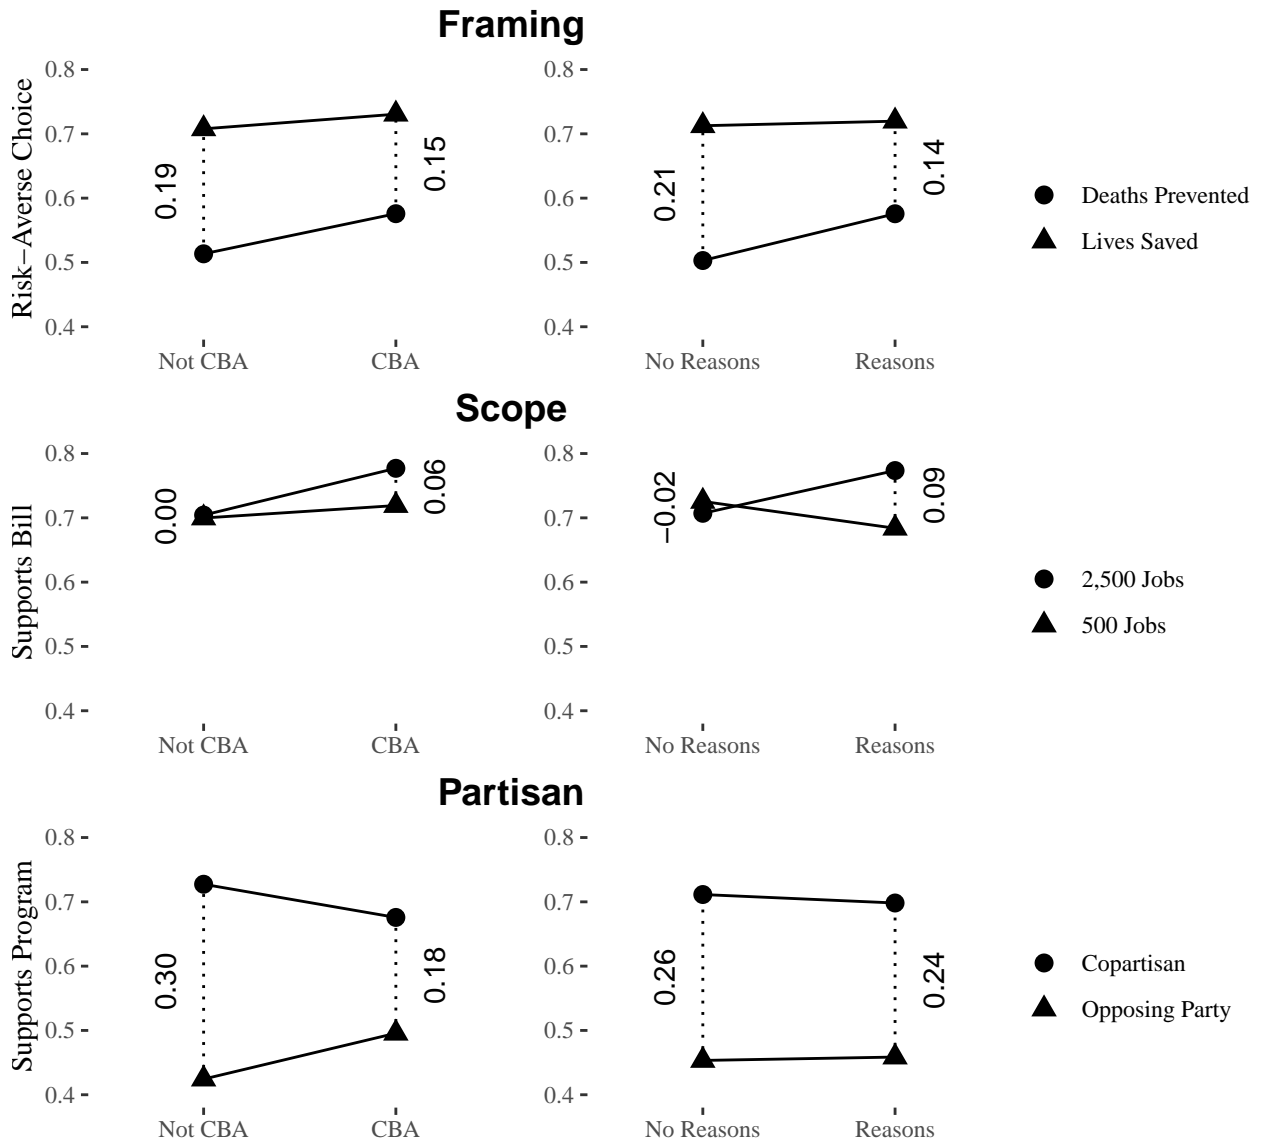 Framing
Risk−Averse Choice
0.8
0.7
0.6
0.5
0.4
0.19
0.15
Not CBA
CBA
0.8
0.7
0.6
0.5
0.4
0.21
0.14
No Reasons
Reasons
Deaths Prevented
Lives Saved
Scope
Supports Bill
0.8
0.7
0.6
0.5
0.4
0.00
0.06
Not CBA
CBA
0.8
0.7
0.6
0.5
0.4
−0.02
0.09
No Reasons
Reasons
2,500 Jobs
500 Jobs
Partisan
Supports Program
0.8
0.7
0.6
0.5
0.4
0.30
0.18
Not CBA
CBA
0.8
0.7
0.6
0.5
0.4
0.26
0.24
No Reasons
Reasons
Copartisan
Opposing Party